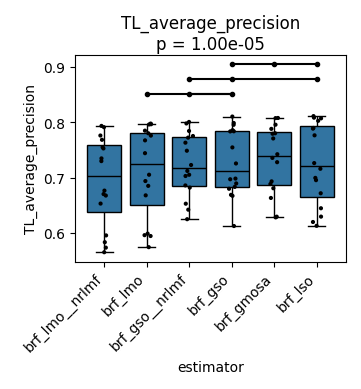 TL_average_precision
p = 1.00e-05
TL_average_precision
0.9
0.8
0.7
0.6
brf_lmo__nrlmf
brf_lmo
brf_gso__nrlmf
brf_gso
brf_gmosa
brf_lso
estimator